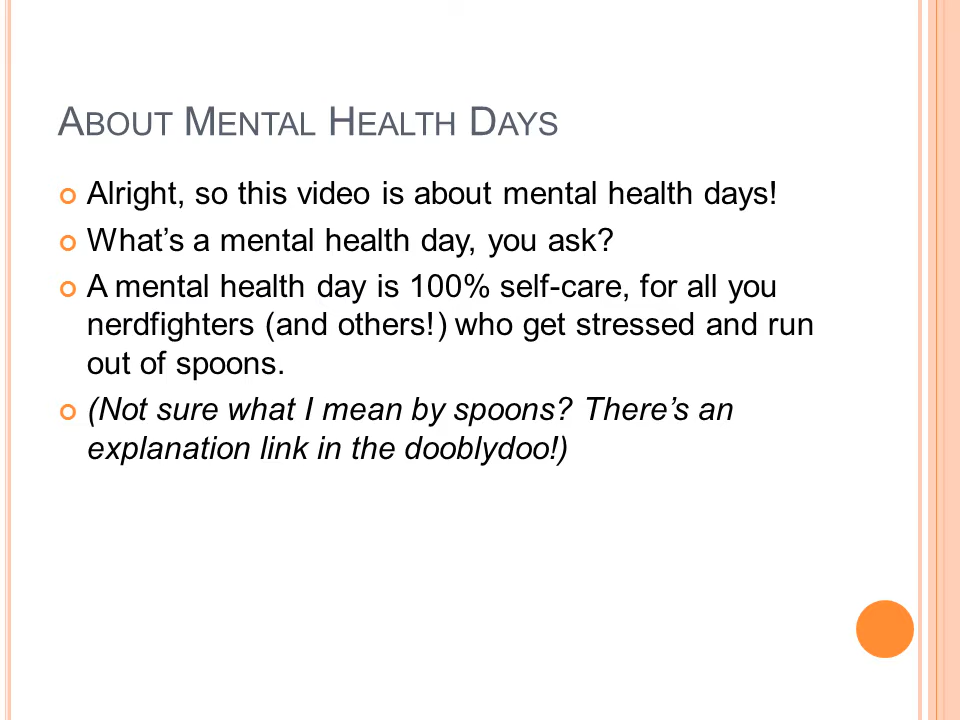 About Mental Health Days
Alright, so this video is about mental health days!
What’s a mental health day, you ask?
A mental health day is 100% self-care, for all you
nerdfighters (and others!) who get stressed and run
out of spoons.
(Not sure what I mean by spoons? There’s an
explanation link in the dooblydoo!)